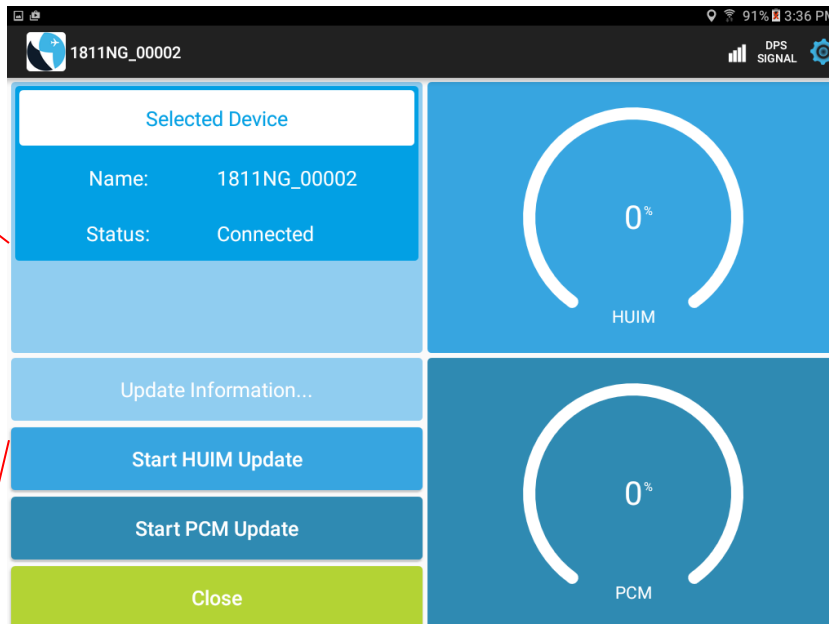 91% 3:36 PM
1811NG_00002
DPS
SIGNAL
Selected Device
Name: 1811NG_00002
Status: Connected
0%
HUIM
Update Information...
Start HUIM Update
Start PCM Update
Close
0%
PCM